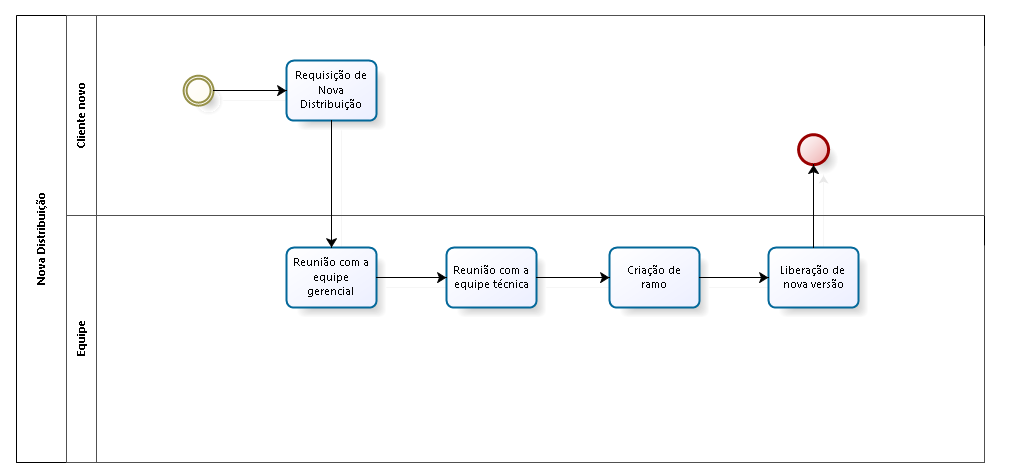 Nova Distribuição
Cliente novo
Requisição de
Nova
Distribuição
Equipe
Reunião com a
equipe
gerencial
Reunião com a
equipe técnica
Criação de
ramo
Liberação de
nova versão